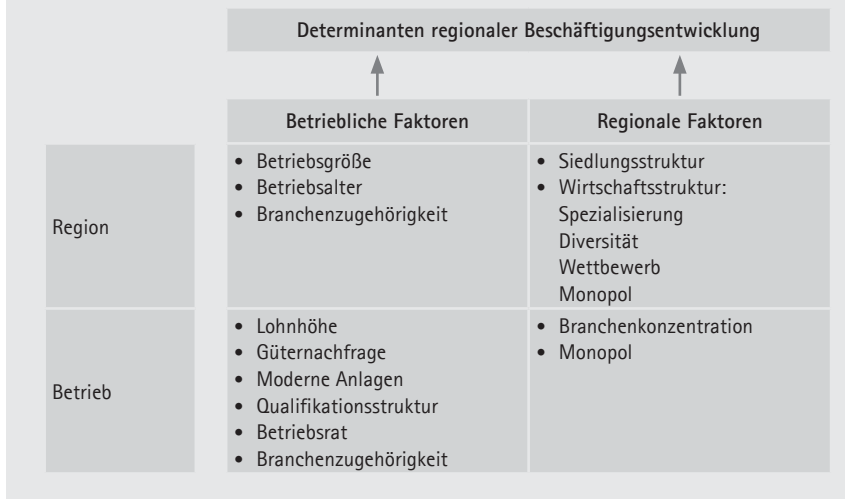 Determinanten regionaler Beschäftigungsentwicklung
Betriebliche Faktoren
Regionale Faktoren
Region
• Betriebsgröße
• Betriebsalter
• Branchenzugehörigkeit
• Siedlungsstruktur
• Wirtschaftsstruktur:
Spezialisierung
Diversität
Wettbewerb
Monopol
Betrieb
• Lohnhöhe
• Güternachfrage
• Moderne Anlagen
• Qualifikationsstruktur
• Betriebsrat
• Branchenzugehörigkeit
• Branchenkonzentration
• Monopol